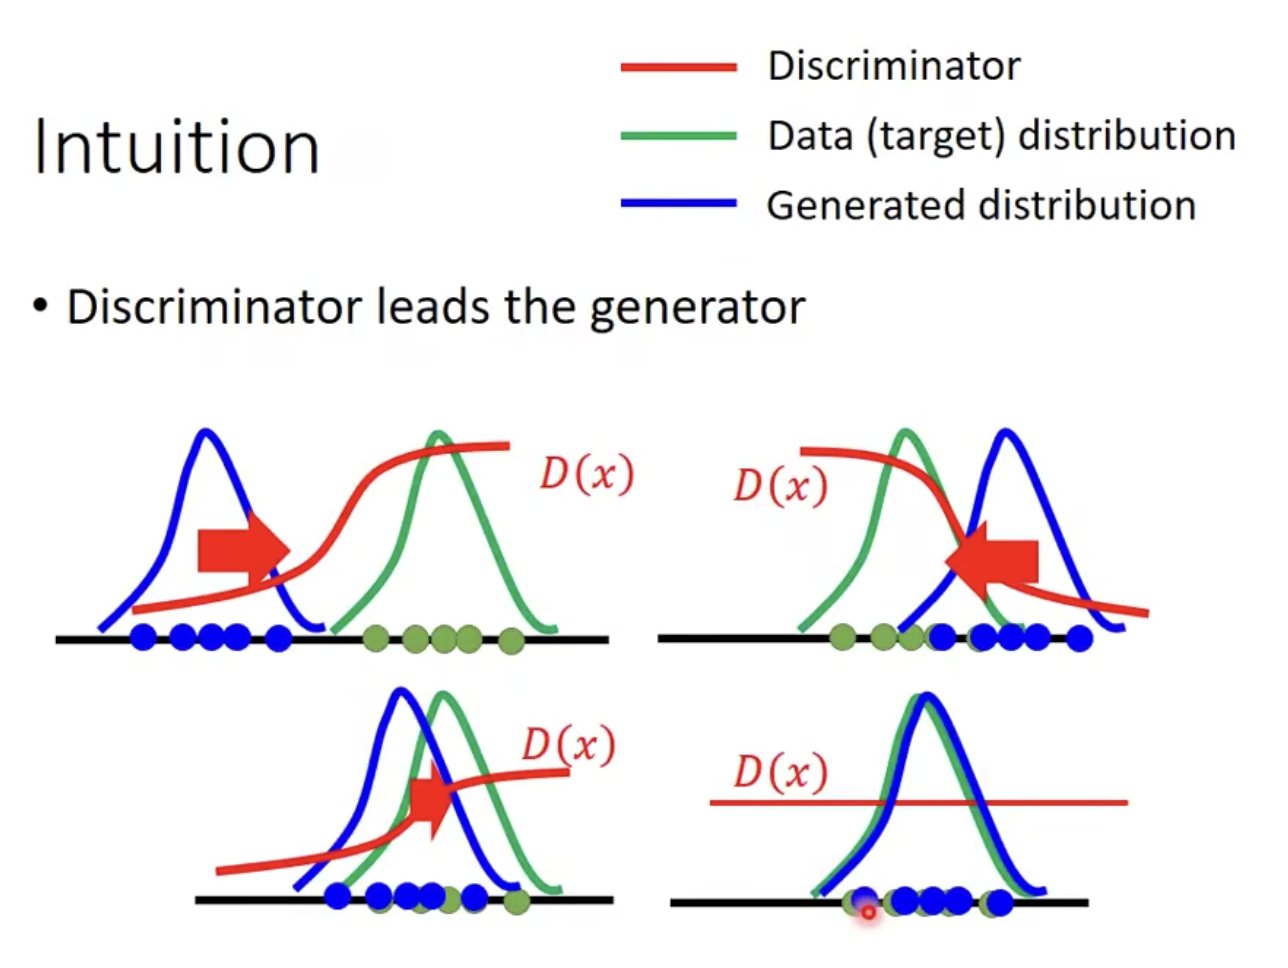 Intuition
Discriminator
Data (target) distribution
Generated distribution
• Discriminator leads the generator
D(x)
D(x)
D(x)
D(x)